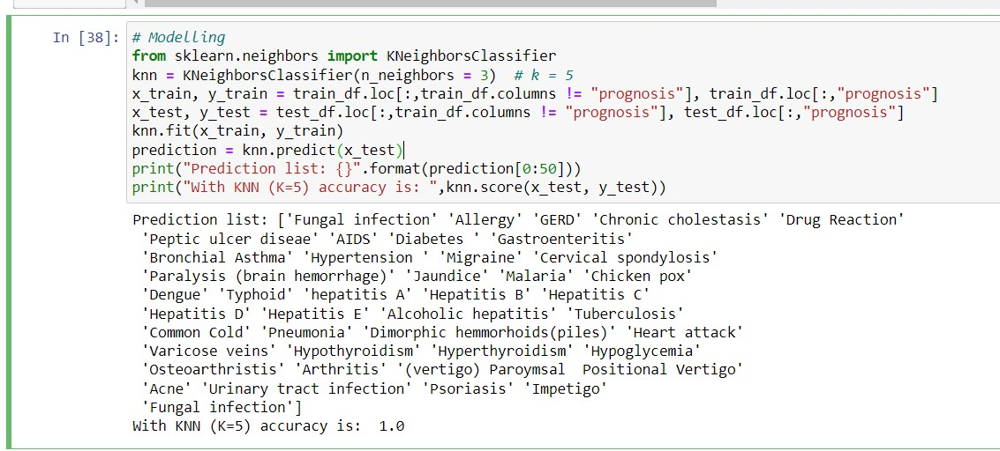 In [38]: # Modelling
from sklearn.neighbors import KNeighborsClassifier
knn = KNeighborsClassifier(n_neighbors = 3)  # k = 5
x_train, y_train = train_df.loc[:,train_df.columns != "prognosis"], train_df.loc[:,"prognosis"]
x_test, y_test = test_df.loc[:,train_df.columns != "prognosis"], test_df.loc[:,"prognosis"]
knn.fit(x_train, y_train)
prediction = knn.predict(x_test)
print("Prediction list: {}".format(prediction[0:50]))
print("With KNN (K=5) accuracy is: ",knn.score(x_test, y_test))
Prediction list: ['Fungal infection' 'Allergy' 'GERD' 'Chronic cholestasis' 'Drug Reaction'
 'Peptic ulcer diseae' 'AIDS' 'Diabetes ' 'Gastroenteritis'
 'Bronchial Asthma' 'Hypertension ' 'Migraine' 'Cervical spondylosis'
 'Paralysis (brain hemorrhage)' 'Jaundice' 'Malaria' 'Chicken pox'
 'Dengue' 'Typhoid' 'hepatitis A' 'Hepatitis B' 'Hepatitis C'
 'Hepatitis D' 'Hepatitis E' 'Alcoholic hepatitis' 'Tuberculosis'
 'Common Cold' 'Pneumonia' 'Dimorphic hemmorhoids(piles)' 'Heart attack'
 'Varicose veins' 'Hypothyroidism' 'Hyperthyroidism' 'Hypoglycemia'
 'Osteoarthristis' 'Arthritis' '(vertigo) Paroymsal  Positional Vertigo'
 'Acne' 'Urinary tract infection' 'Psoriasis' 'Impetigo'
 'Fungal infection']
With KNN (K=5) accuracy is:  1.0